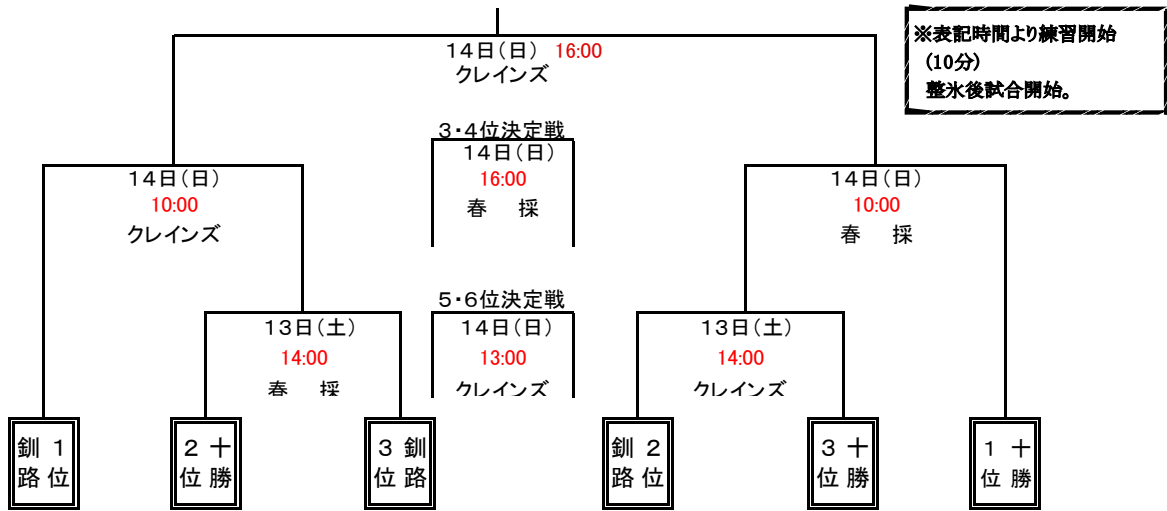 14日(日) 16:00
クレインズ
※表記時間より練習開始
(10分)
整氷後試合開始。
3・4位決定戦
14日(日)
16:00
春 採
14日(日)
10:00
クレインズ
14日(日)
10:00
春 採
5・6位決定戦
13日(土)
14:00
春 採
14日(日)
13:00
クレインズ
13日(土)
14:00
クレインズ
釧路1位
十勝2位
釧路3位
釧路2位
十勝3位
十勝1位